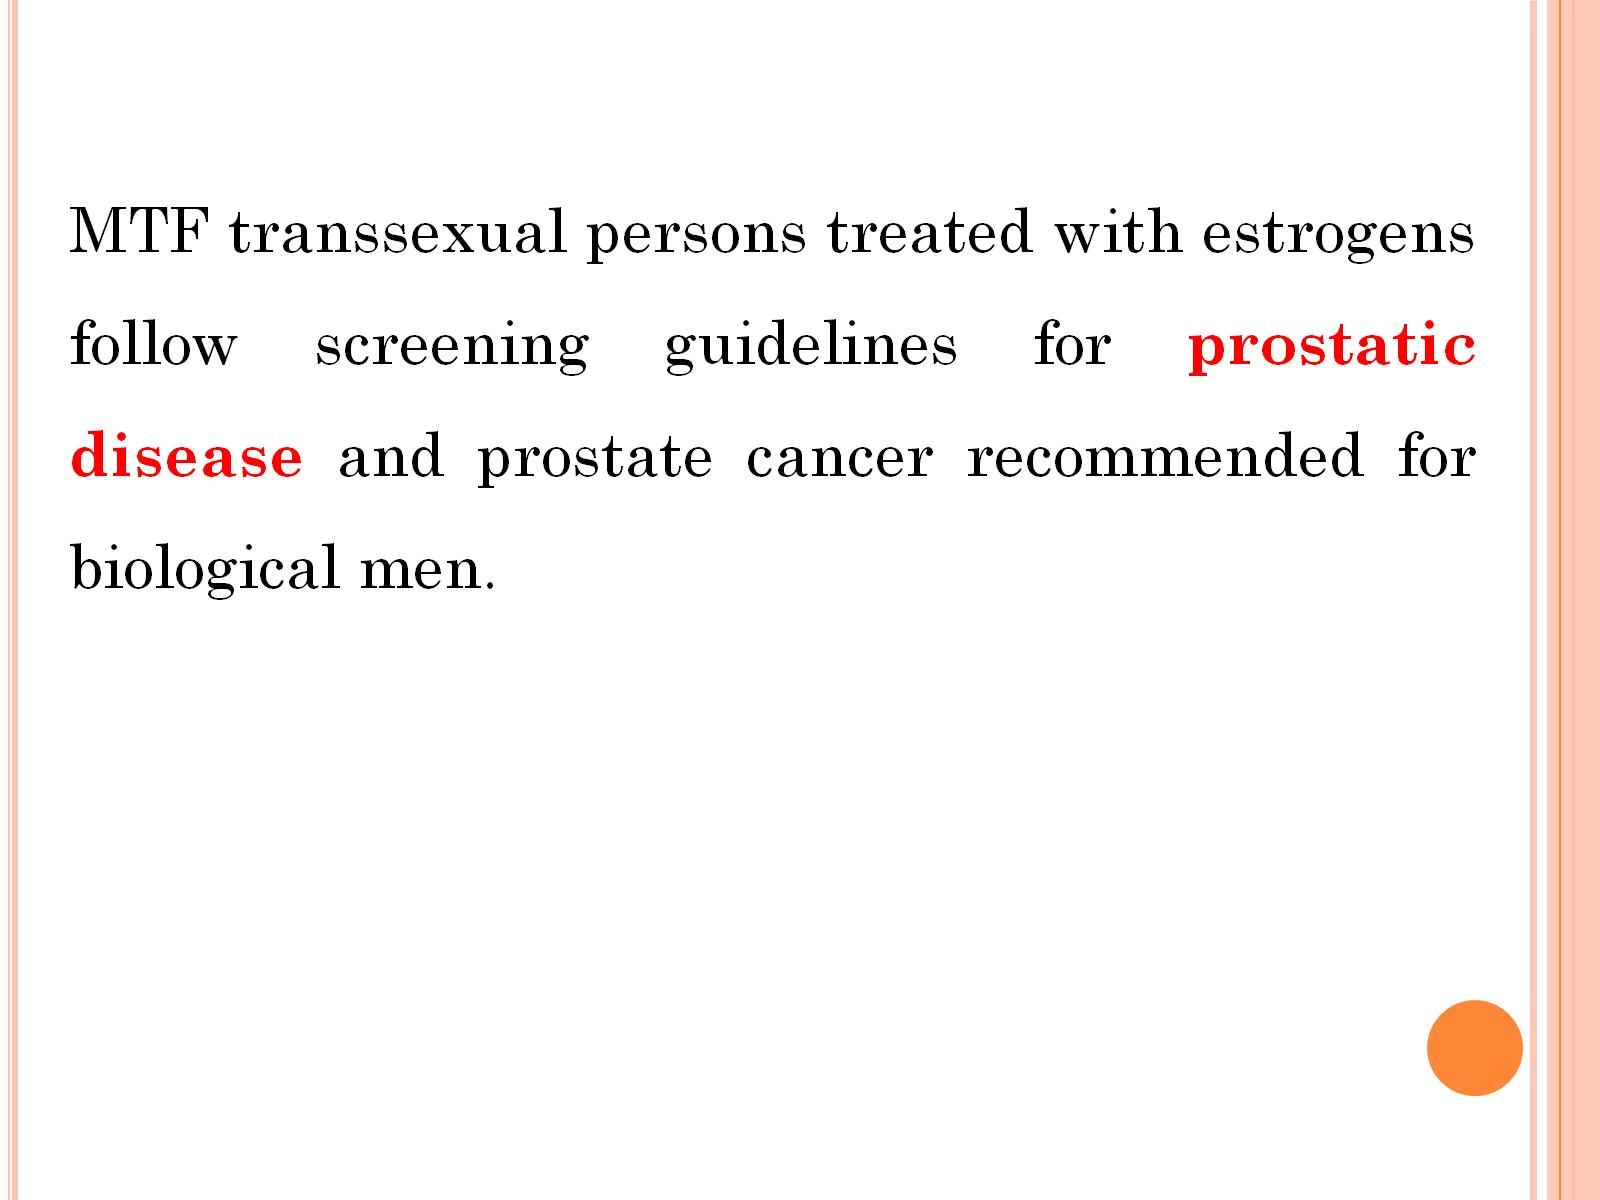 MTF transsexual persons treated with estrogens
follow screening guidelines for prostatic
disease and prostate cancer recommended for
biological men.